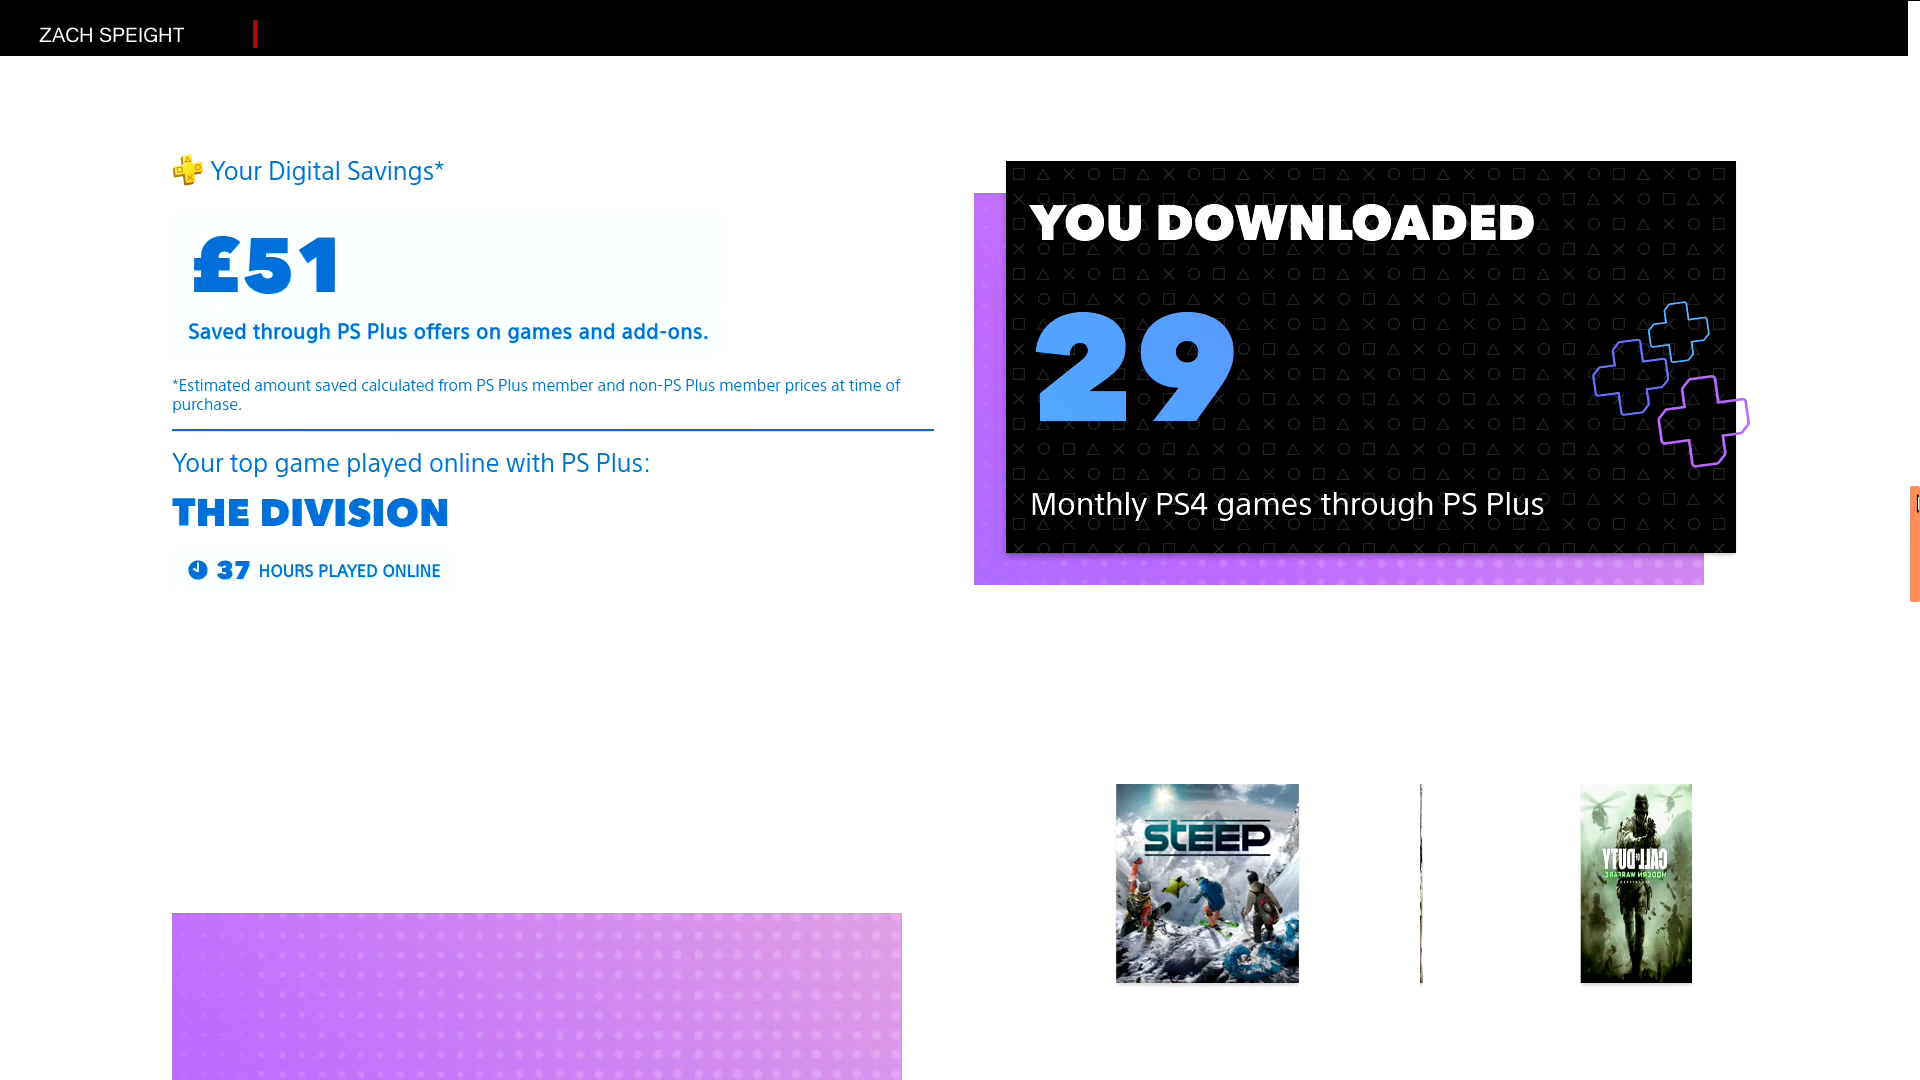 ZACH SPEIGHT
Your Digital Savings*
£51
Saved through PS Plus offers on games and add-ons.
*Estimated amount saved calculated from PS Plus member and non-PS Plus member prices at time of
purchase.
Your top game played online with PS Plus:
THE DIVISION
37 HOURS PLAYED ONLINE
YOU DOWNLOADED
29
Monthly PS4 games through PS Plus
STEEP
CALL OF DUTY
MODERN WARFARE